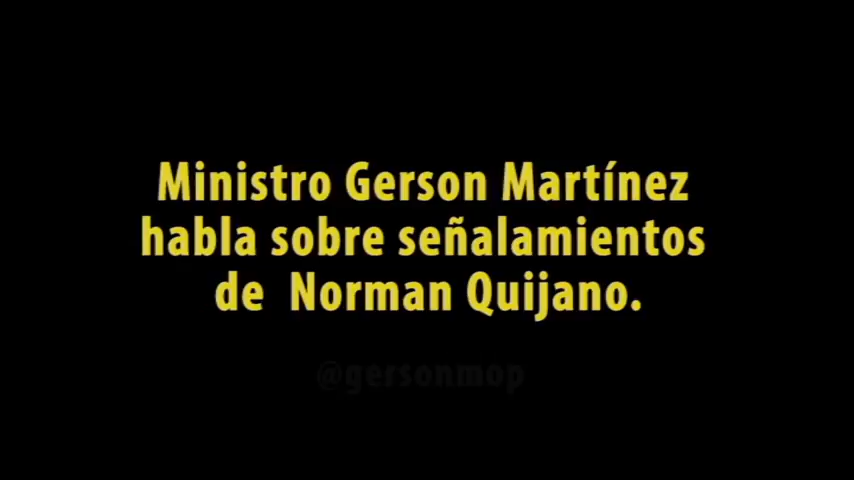 Ministro Gerson Martínez
habla sobre señalamientos
de Norman Quijano.
@gersonmop